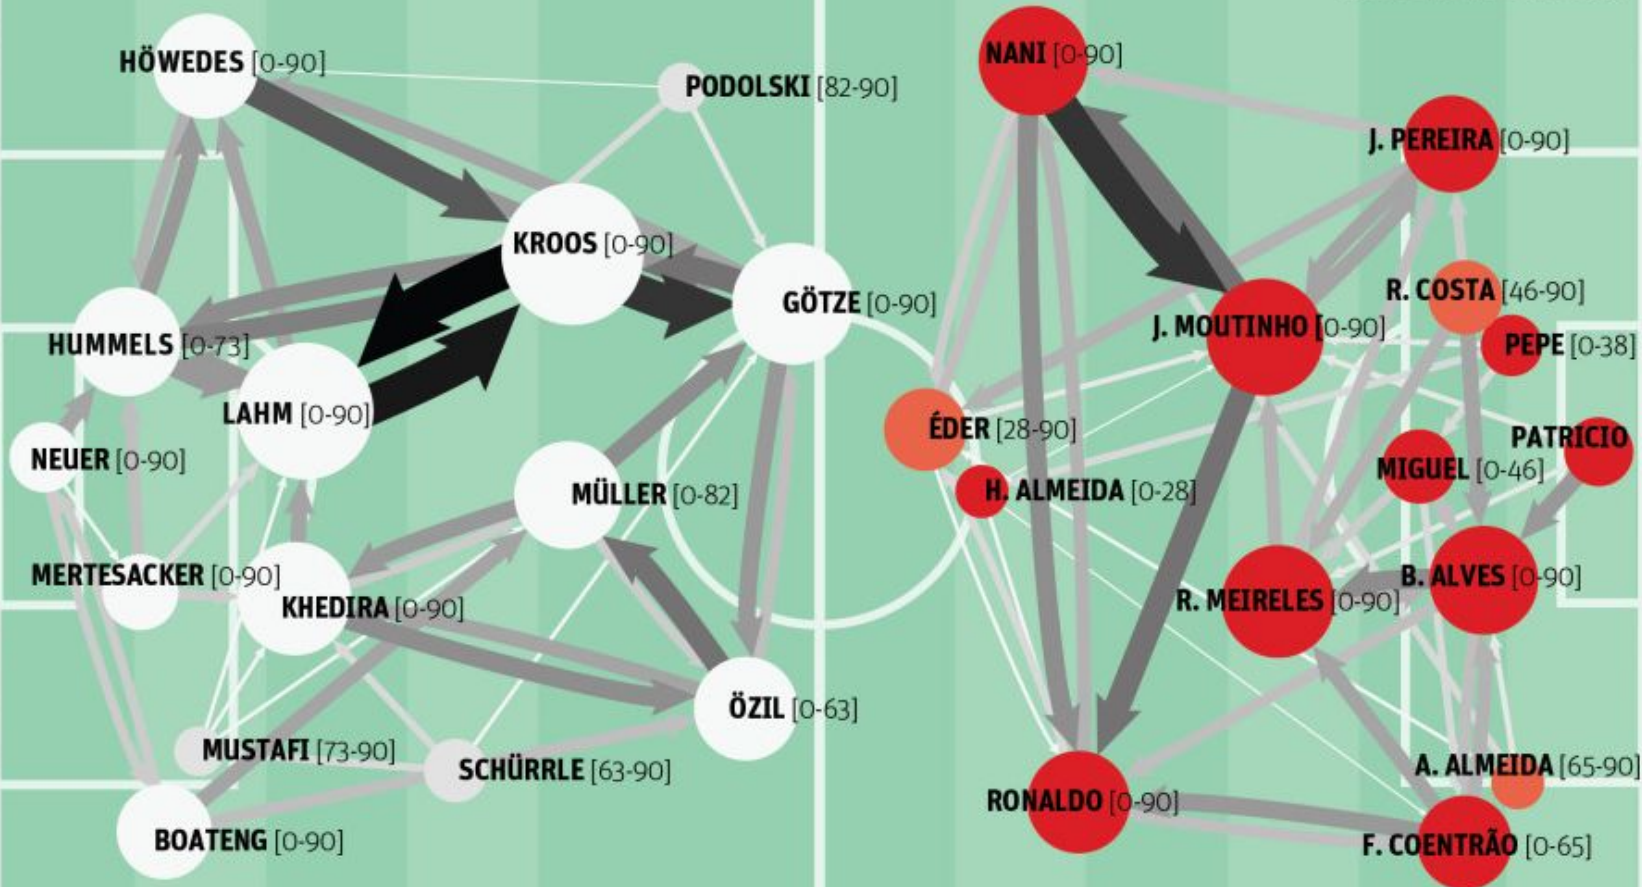 HÖWEDES [0-90]
PODOLSKI [82-90]
KROOS [0-90]
GÖTZE [0-90]
HUMMELS [0-73]
LAHM [0-90]
NEUER [0-90]
MÜLLER [0-82]
MERTESACKER [0-90]
KHEDIRA [0-90]
ÖZIL [0-63]
MUSTAFI [73-90]
SCHÜRRLE [63-90]
BOATENG [0-90]
NANI [0-90]
J. PEREIRA [0-90]
R. COSTA [46-90]
J. MOUTINHO [0-90]
PEPE [0-38]
ÉDER [28-90]
PATRICIO
MIGUEL [0-46]
H. ALMEIDA [0-28]
B. ALVES [0-90]
R. MEIRELES [0-90]
A. ALMEIDA [65-90]
RONALDO [0-90]
F. COENTRÃO [0-65]